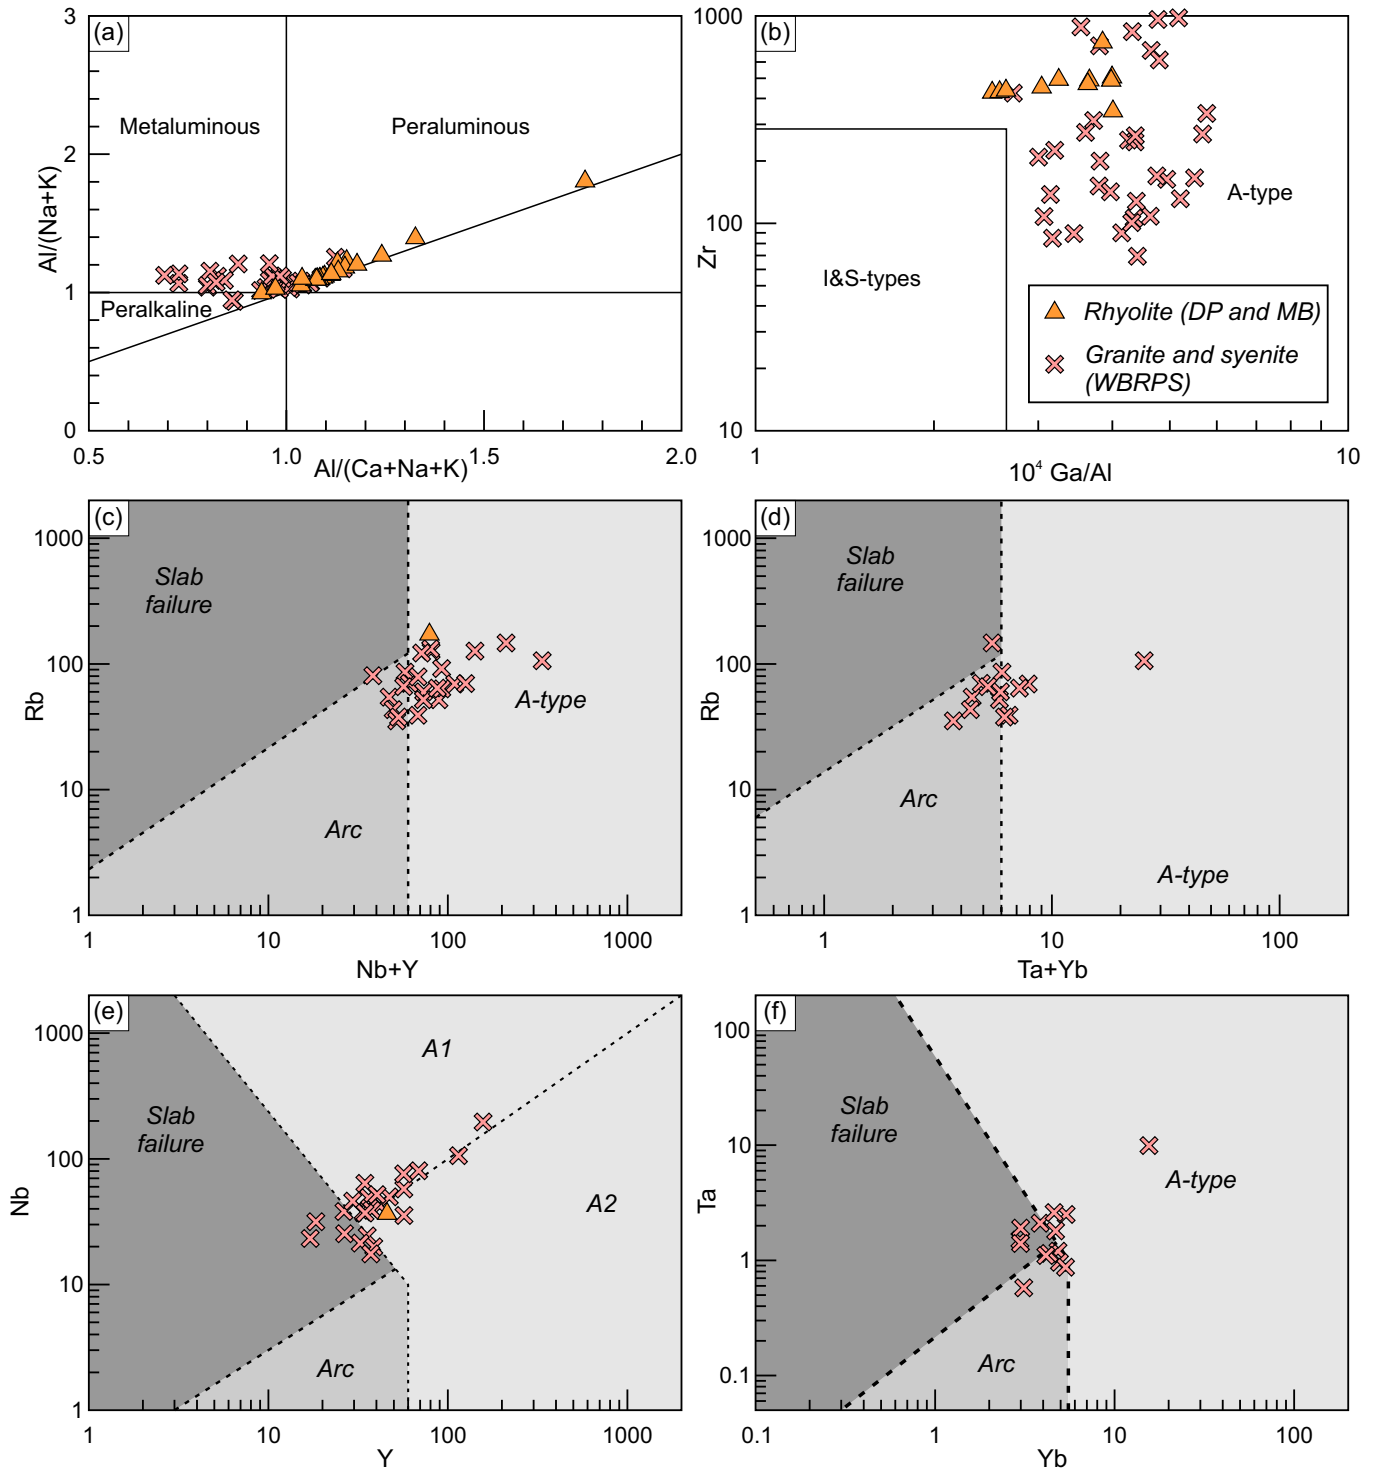 (a)
3
2
1
0
Al/(Na+K)
Metaluminous
Peraluminous
Peralkaline
0.5
1.0
1.5
2.0
Al/(Ca+Na+K)
(b)
1000
100
10
Zr
A-type
I&S-types
Rhyolite (DP and MB)
Granite and syenite
(WBRPS)
1
10
10⁴ Ga/Al
(c)
1000
100
10
1
Rb
Slab
failure
A-type
Arc
1
10
100
1000
Nb+Y
(d)
1000
100
10
1
Rb
Slab
failure
Arc
A-type
1
10
100
Ta+Yb
(e)
1000
100
10
1
Nb
A1
Slab
failure
A2
Arc
1
10
100
1000
Y
(f)
100
10
1
0.1
Ta
Slab
failure
A-type
Arc
0.1
1
10
100
Yb